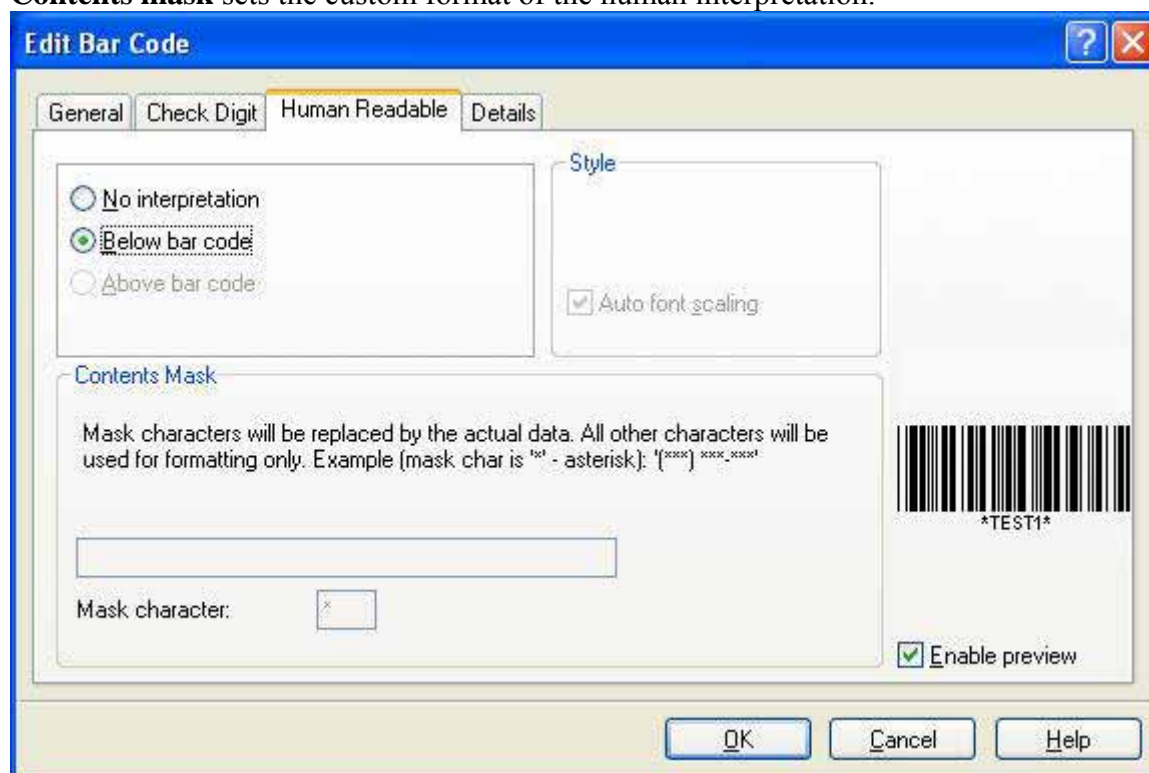 Contents mask sets the custom format of the human interpretation.
Edit Bar Code
General Check Digit Human Readable Details
No interpretation
Below bar code
Above bar code
Style
Auto font scaling
Contents Mask
Mask characters will be replaced by the actual data. All other characters will be
used for formatting only. Example (mask char is '*' - asterisk): '(***) ***-***'
Mask character: *
*TEST1*
Enable preview
OK Cancel Help